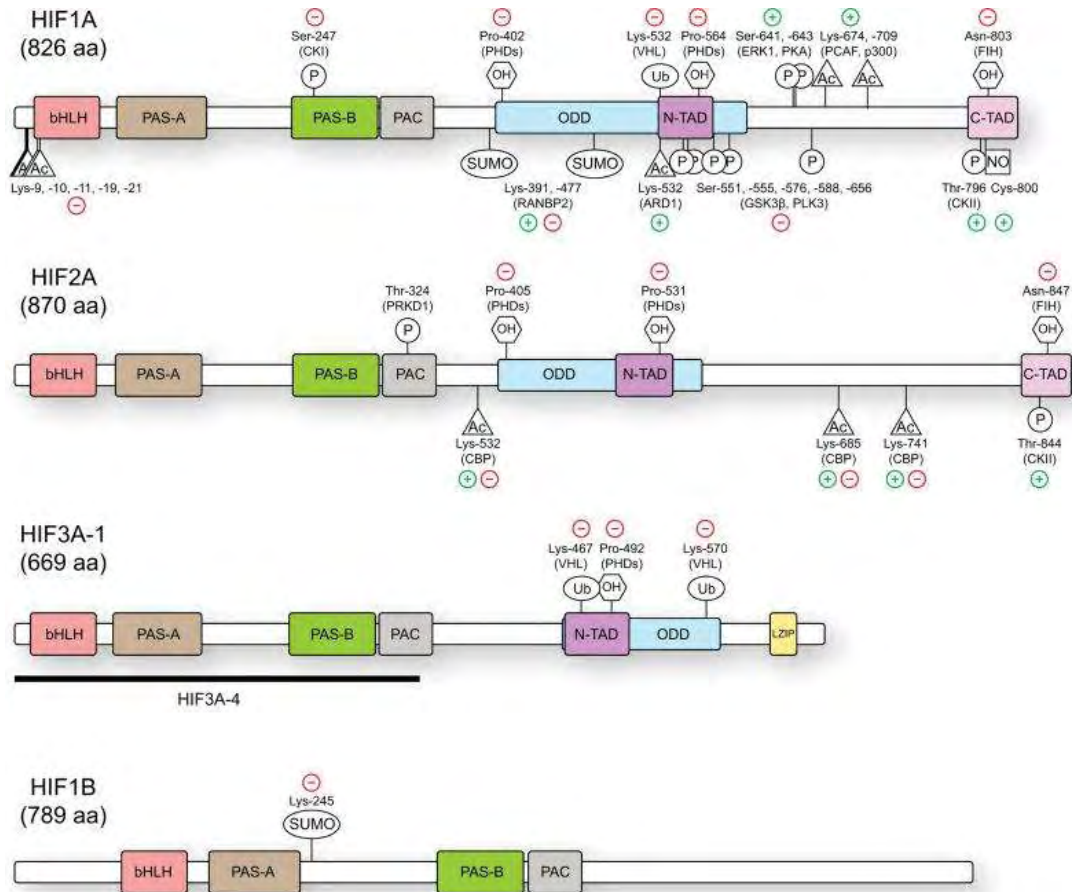 HIF1A
(826 aa)
⊖ ⊖ ⊖ ⊖ ⊕ ⊕ ⊖
Ser-247 Pro-402 Lys-532 Pro-564 Ser-641, -643 Lys-674, -709 Asn-803
(CKI) (PHDs) (VHL) (PHDs) (ERK1, PKA) (PCAF, p300) (FIH)
P OH Ub OH P P Ac Ac OH
bHLH PAS-A PAS-B PAC ODD N-TAD C-TAD
A Ac SUMO SUMO Ac P P P P P P NO
Lys-9, -10, -11, -19, -21 Lys-391, -477 Lys-532 Ser-551, -555, -576, -588, -656 Thr-796 Cys-800
(RANBP2) (ARD1) (GSK3β, PLK3) (CKII)
⊖ ⊕ ⊖ ⊕ ⊖ ⊕ ⊕
HIF2A
(870 aa)
⊖ ⊖ ⊖
Thr-324 Pro-405 Pro-531 Asn-847
(PRKD1) (PHDs) (PHDs) (FIH)
P OH OH OH
bHLH PAS-A PAS-B PAC ODD N-TAD C-TAD
Ac Ac Ac P
Lys-532 Lys-685 Lys-741 Thr-844
(CBP) (CBP) (CBP) (CKII)
⊕ ⊖ ⊕ ⊖ ⊕ ⊖ ⊕
HIF3A-1
(669 aa)
⊖ ⊖ ⊖
Lys-467 Pro-492 Lys-570
(VHL) (PHDs) (VHL)
Ub OH Ub
bHLH PAS-A PAS-B PAC N-TAD ODD LZIP
HIF3A-4
HIF1B
(789 aa)
⊖
Lys-245
SUMO
bHLH PAS-A PAS-B PAC